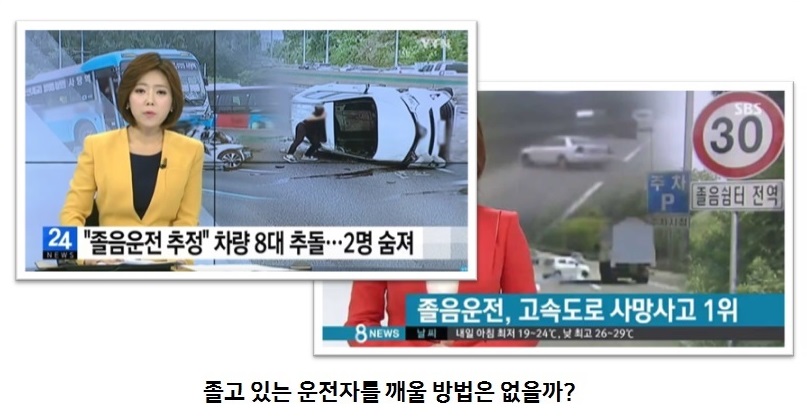 YTN
24
NEWS
"졸음운전 추정" 차량 8대 추돌…2명 숨져
SBS
30
주차
P
졸음쉼터 전역
졸음운전, 고속도로 사망사고 1위
8 NEWS
날씨 내일 아침 최저 19~24℃, 낮 최고 26~29℃
졸고 있는 운전자를 깨울 방법은 없을까?